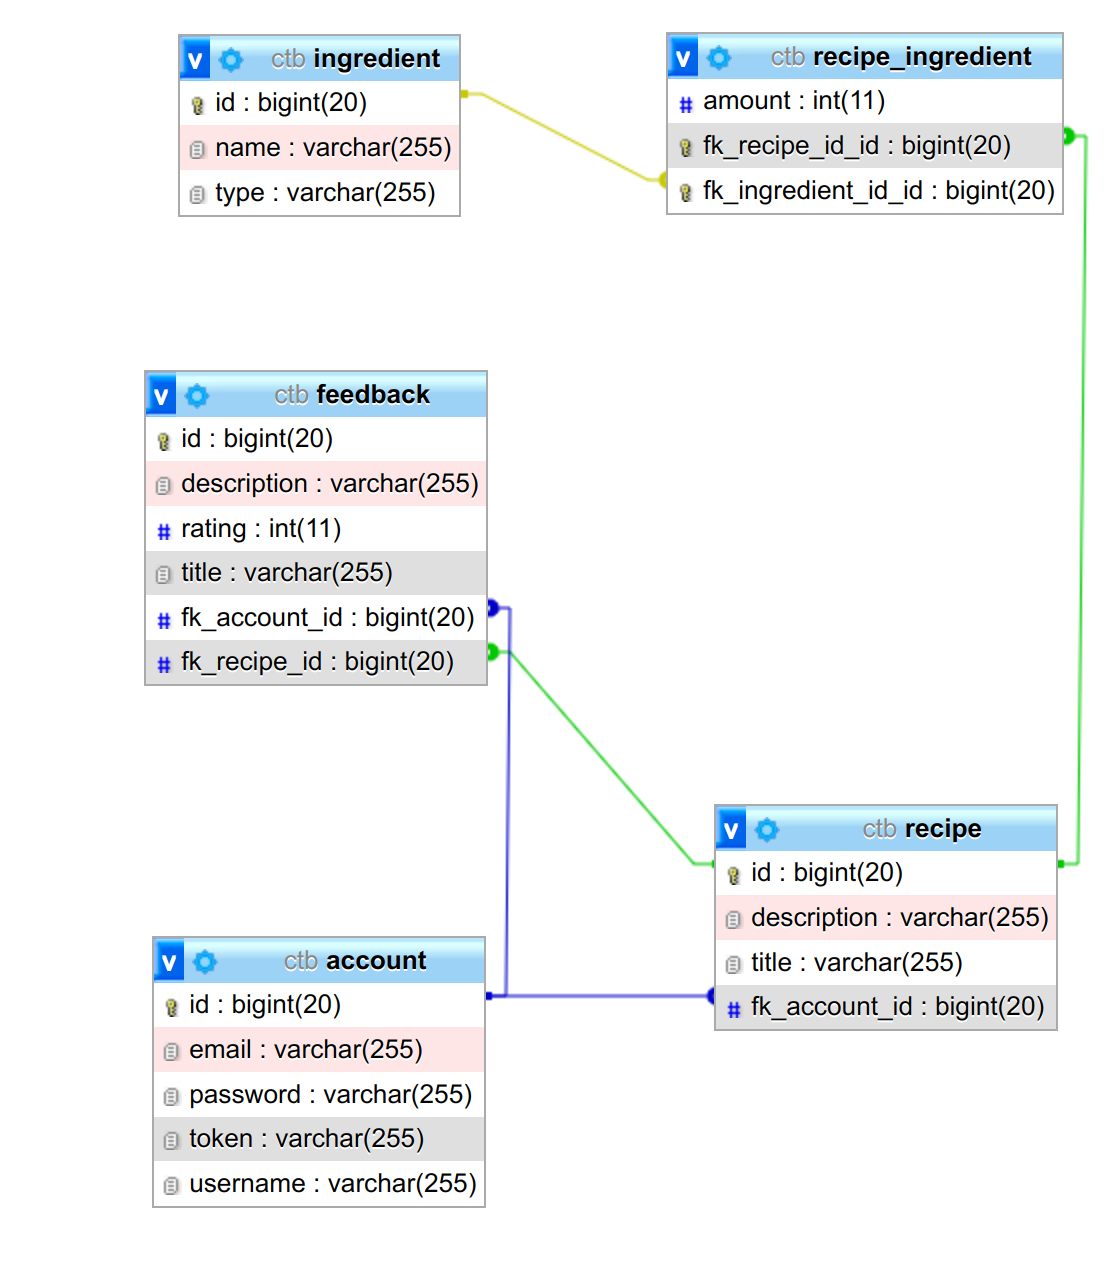 v ctb ingredient
id : bigint(20)
name : varchar(255)
type : varchar(255)
v ctb recipe_ingredient
# amount : int(11)
fk_recipe_id_id : bigint(20)
fk_ingredient_id_id : bigint(20)
v ctb feedback
id : bigint(20)
description : varchar(255)
# rating : int(11)
title : varchar(255)
# fk_account_id : bigint(20)
# fk_recipe_id : bigint(20)
v ctb recipe
id : bigint(20)
description : varchar(255)
title : varchar(255)
# fk_account_id : bigint(20)
v ctb account
id : bigint(20)
email : varchar(255)
password : varchar(255)
token : varchar(255)
username : varchar(255)